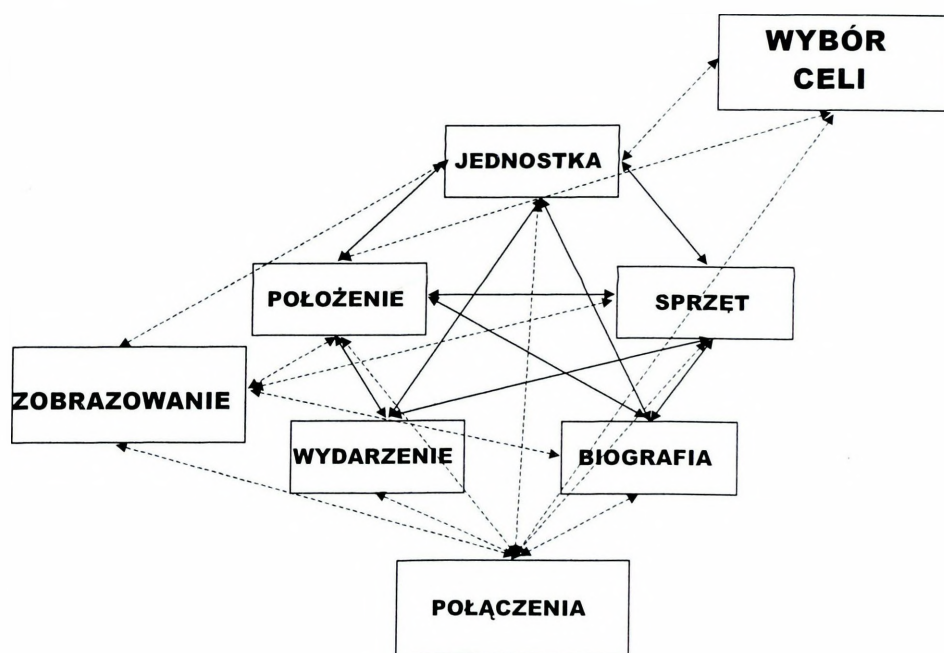 WYBÓR
CELI
JEDNOSTKA
POŁOŻENIE
SPRZĘT
ZOBRAZOWANIE
WYDARZENIE
BIOGRAFIA
POŁĄCZENIA